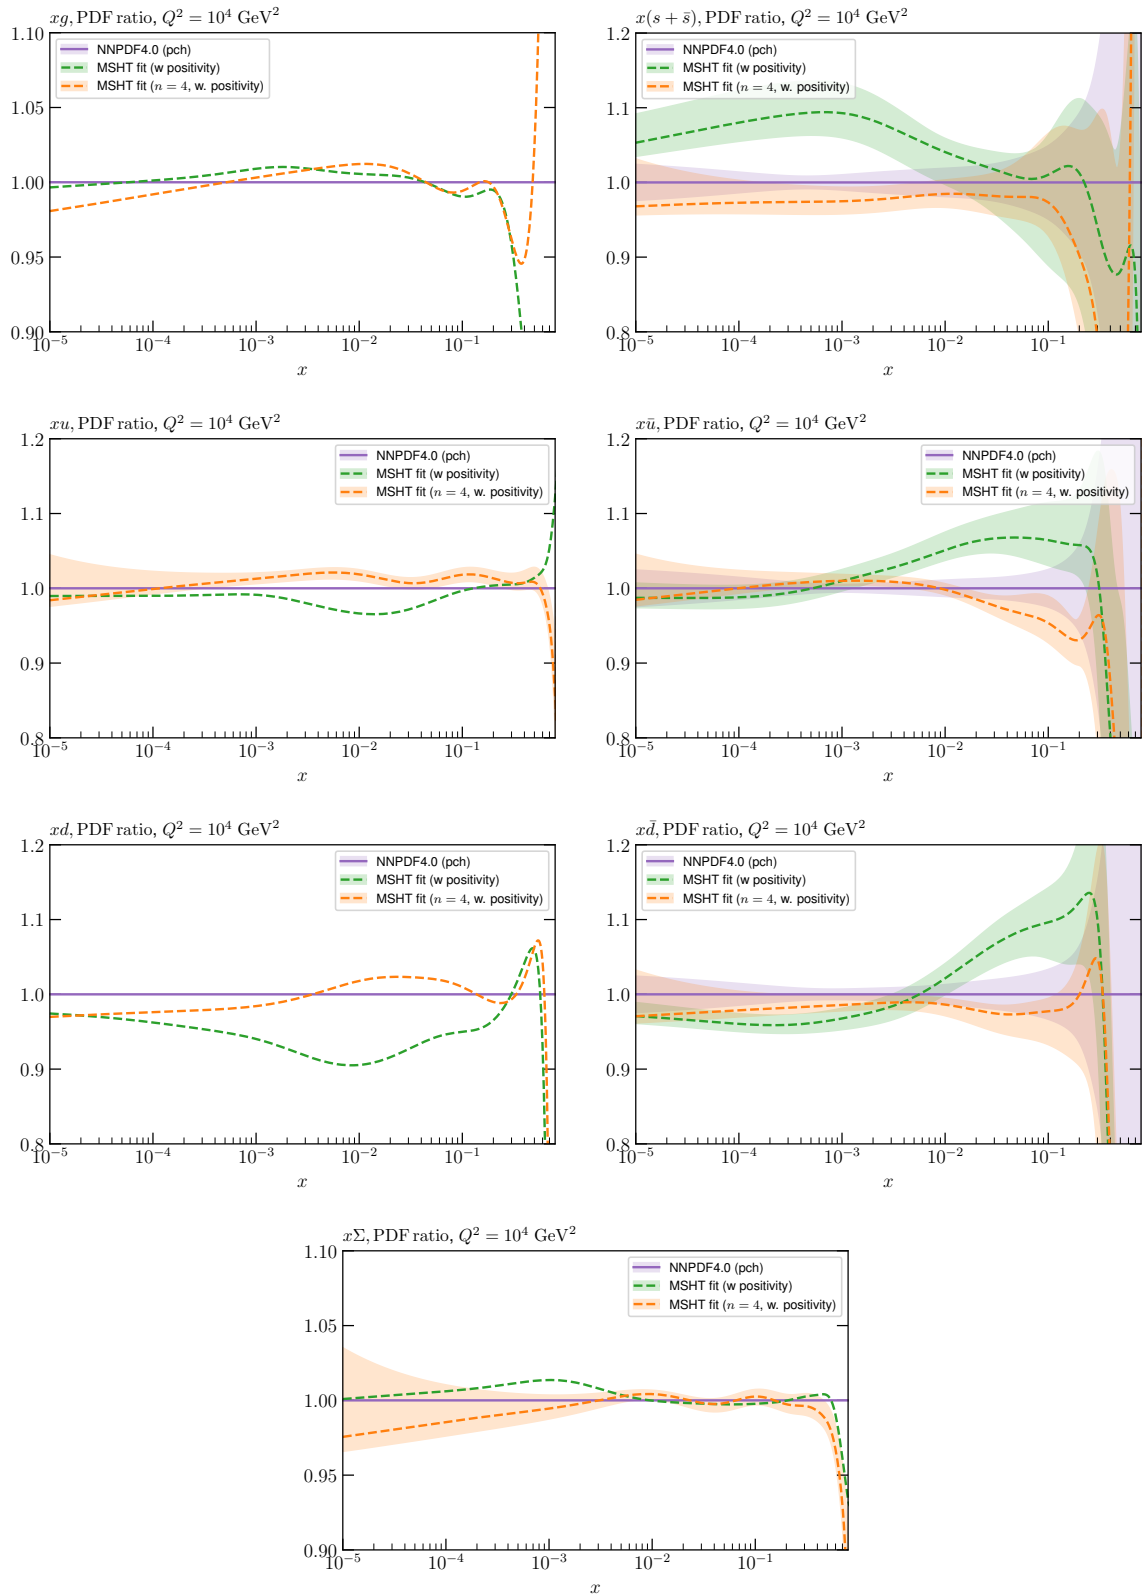 xg, PDF ratio, Q² = 10⁴ GeV²
1.10
1.05
1.00
0.95
0.90
NNPDF4.0 (pch)
MSHT fit (w positivity)
MSHT fit (n = 4, w. positivity)
10⁻⁵ 10⁻⁴ 10⁻³ 10⁻² 10⁻¹
x
x(s + s̄), PDF ratio, Q² = 10⁴ GeV²
1.2
1.1
1.0
0.9
0.8
NNPDF4.0 (pch)
MSHT fit (w positivity)
MSHT fit (n = 4, w. positivity)
10⁻⁵ 10⁻⁴ 10⁻³ 10⁻² 10⁻¹
x
xu, PDF ratio, Q² = 10⁴ GeV²
1.2
1.1
1.0
0.9
0.8
NNPDF4.0 (pch)
MSHT fit (w positivity)
MSHT fit (n = 4, w. positivity)
10⁻⁵ 10⁻⁴ 10⁻³ 10⁻² 10⁻¹
x
xū, PDF ratio, Q² = 10⁴ GeV²
1.2
1.1
1.0
0.9
0.8
NNPDF4.0 (pch)
MSHT fit (w positivity)
MSHT fit (n = 4, w. positivity)
10⁻⁵ 10⁻⁴ 10⁻³ 10⁻² 10⁻¹
x
xd, PDF ratio, Q² = 10⁴ GeV²
1.2
1.1
1.0
0.9
0.8
NNPDF4.0 (pch)
MSHT fit (w positivity)
MSHT fit (n = 4, w. positivity)
10⁻⁵ 10⁻⁴ 10⁻³ 10⁻² 10⁻¹
x
xd̄, PDF ratio, Q² = 10⁴ GeV²
1.2
1.1
1.0
0.9
0.8
NNPDF4.0 (pch)
MSHT fit (w positivity)
MSHT fit (n = 4, w. positivity)
10⁻⁵ 10⁻⁴ 10⁻³ 10⁻² 10⁻¹
x
xΣ, PDF ratio, Q² = 10⁴ GeV²
1.10
1.05
1.00
0.95
0.90
NNPDF4.0 (pch)
MSHT fit (w positivity)
MSHT fit (n = 4, w. positivity)
10⁻⁵ 10⁻⁴ 10⁻³ 10⁻² 10⁻¹
x